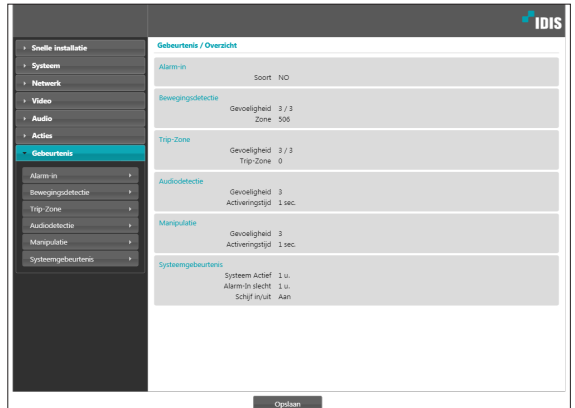 IDIS
Snelle installatie
Systeem
Netwerk
Video
Audio
Acties
Gebeurtenis
Alarm-in
Bewegingsdetectie
Trip-Zone
Audiodetectie
Manipulatie
Systeemgebeurtenis
Gebeurtenis / Overzicht
Alarm-in
Soort NO
Bewegingsdetectie
Gevoeligheid 3 / 3
Zone 506
Trip-Zone
Gevoeligheid 3 / 3
Trip-Zone 0
Audiodetectie
Gevoeligheid 3
Activeringstijd 1 sec.
Manipulatie
Gevoeligheid 3
Activeringstijd 1 sec.
Systeemgebeurtenis
Systeem Actief 1 u.
Alarm-In slecht 1 u.
Schijf in/uit Aan
Opslaan